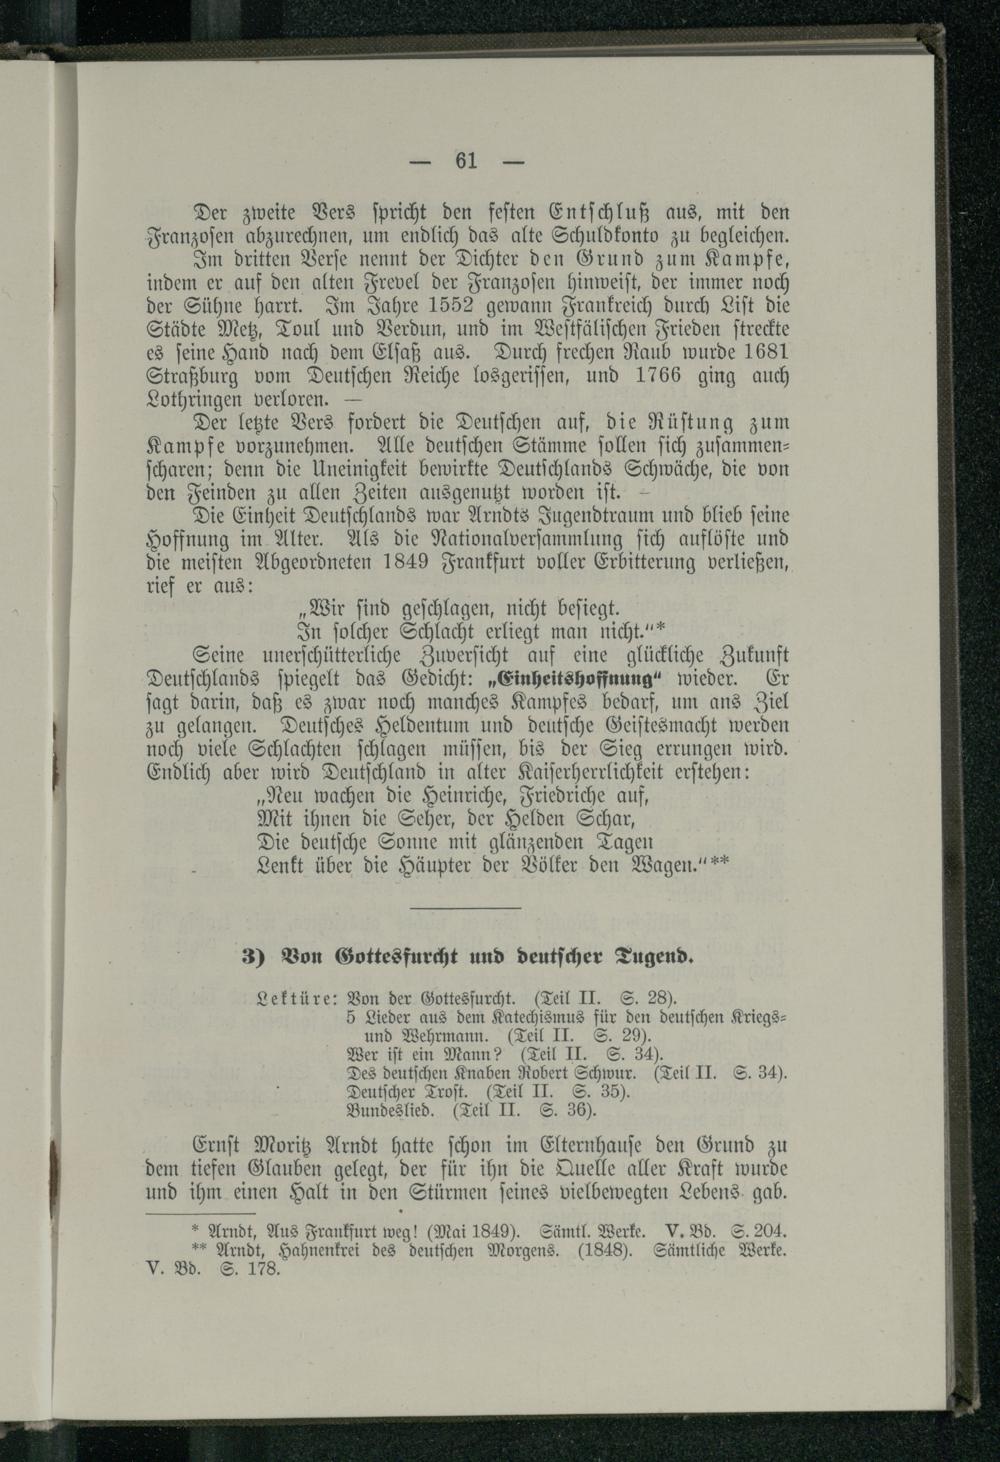 — 61 —
Der zweite Vers spricht den festen Entschluß aus, mit den
Franzosen abzurechnen, um endlich das alte Schuldkonto zu begleichen.
Im dritten Verse nennt der Dichter den Grund zum Kampfe,
indem er auf den alten Frevel der Franzosen hinweist, der immer noch
der Sühne harrt. Im Jahre 1552 gewann Frankreich durch List die
Städte Metz, Toul und Verdun, und im Westfälischen Frieden streckte
es seine Hand nach dem Elsaß aus. Durch frechen Raub wurde 1681
Straßburg vom Deutschen Reiche losgerissen, und 1766 ging auch
Lothringen verloren. —
Der letzte Vers fordert die Deutschen auf, die Rüstung zum
Kampfe vorzunehmen. Alle deutschen Stämme sollen sich zusammen-
scharen; denn die Uneinigkeit bewirkte Deutschlands Schwäche, die von
den Feinden zu allen Zeiten ausgenutzt worden ist. —
Die Einheit Deutschlands war Arndts Jugendtraum und blieb seine
Hoffnung im Alter. Als die Nationalversammlung sich auflöste und
die meisten Abgeordneten 1849 Frankfurt voller Erbitterung verließen,
rief er aus:
„Wir sind geschlagen, nicht besiegt.
In solcher Schlacht erliegt man nicht.“*
Seine unerschütterliche Zuversicht auf eine glückliche Zukunft
Deutschlands spiegelt das Gedicht: „Einheitshoffnung“ wieder. Er
sagt darin, daß es zwar noch manches Kampfes bedarf, um ans Ziel
zu gelangen. Deutsches Heldentum und deutsche Geistesmacht werden
noch viele Schlachten schlagen müssen, bis der Sieg errungen wird.
Endlich aber wird Deutschland in alter Kaiserherrlichkeit erstehen:
„Neu wachen die Heinriche, Friedriche auf,
Mit ihnen die Seher, der Helden Schar,
Die deutsche Sonne mit glänzenden Tagen
Lenkt über die Häupter der Völker den Wagen.“**
3) Von Gottesfurcht und deutscher Tugend.
Lektüre: Von der Gottesfurcht. (Teil II. S. 28).
5 Lieder aus dem Katechismus für den deutschen Kriegs-
und Wehrmann. (Teil II. S. 29).
Wer ist ein Mann? (Teil II. S. 34).
Des deutschen Knaben Robert Schwur. (Teil II. S. 34).
Deutscher Trost. (Teil II. S. 35).
Bundeslied. (Teil II. S. 36).
Ernst Moritz Arndt hatte schon im Elternhause den Grund zu
dem tiefen Glauben gelegt, der für ihn die Quelle aller Kraft wurde
und ihm einen Halt in den Stürmen seines vielbewegten Lebens gab.
* Arndt, Aus Frankfurt weg! (Mai 1849). Sämtl. Werke. V. Bd. S. 204.
** Arndt, Hahnenkrei des deutschen Morgens. (1848). Sämtliche Werke.
V. Bd. S. 178.